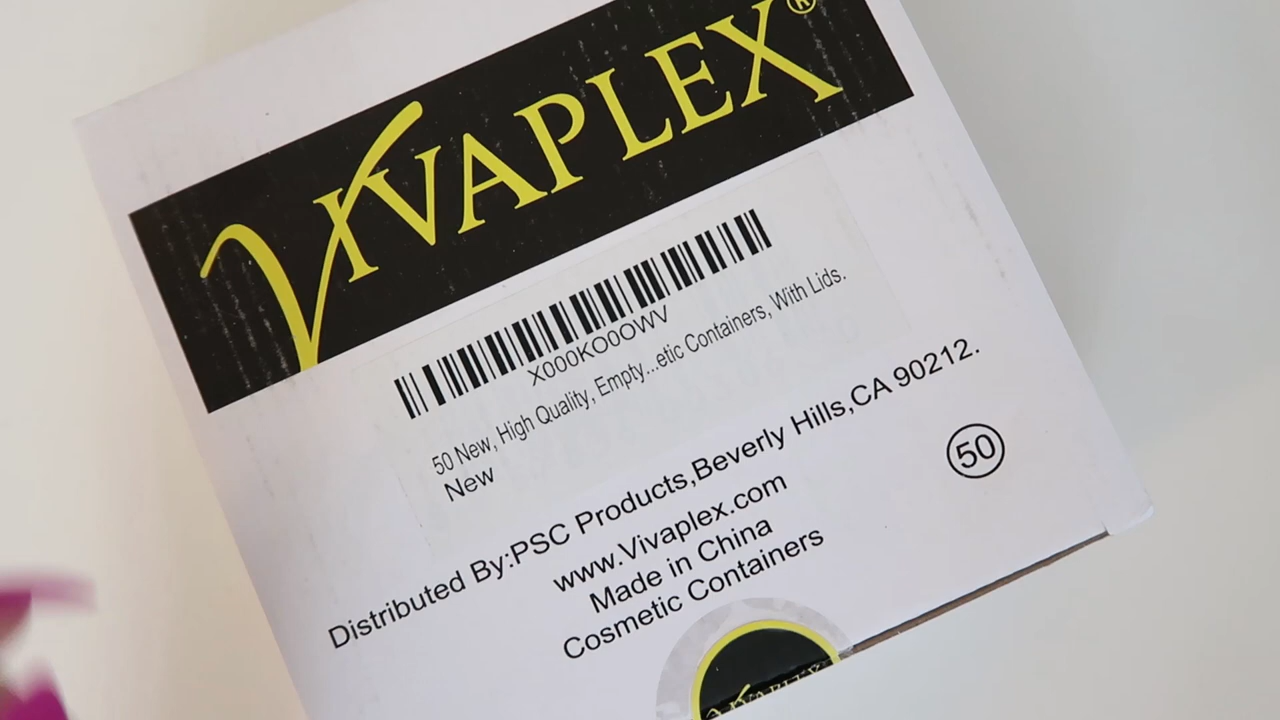 VIVAPLEX®
X000KO0OWV
50 New, High Quality, Empty...etic Containers, With Lids.
New
Distributed By:PSC Products,Beverly Hills,CA 90212.
www.Vivaplex.com
Made in China
Cosmetic Containers
50
VIVAPLEX